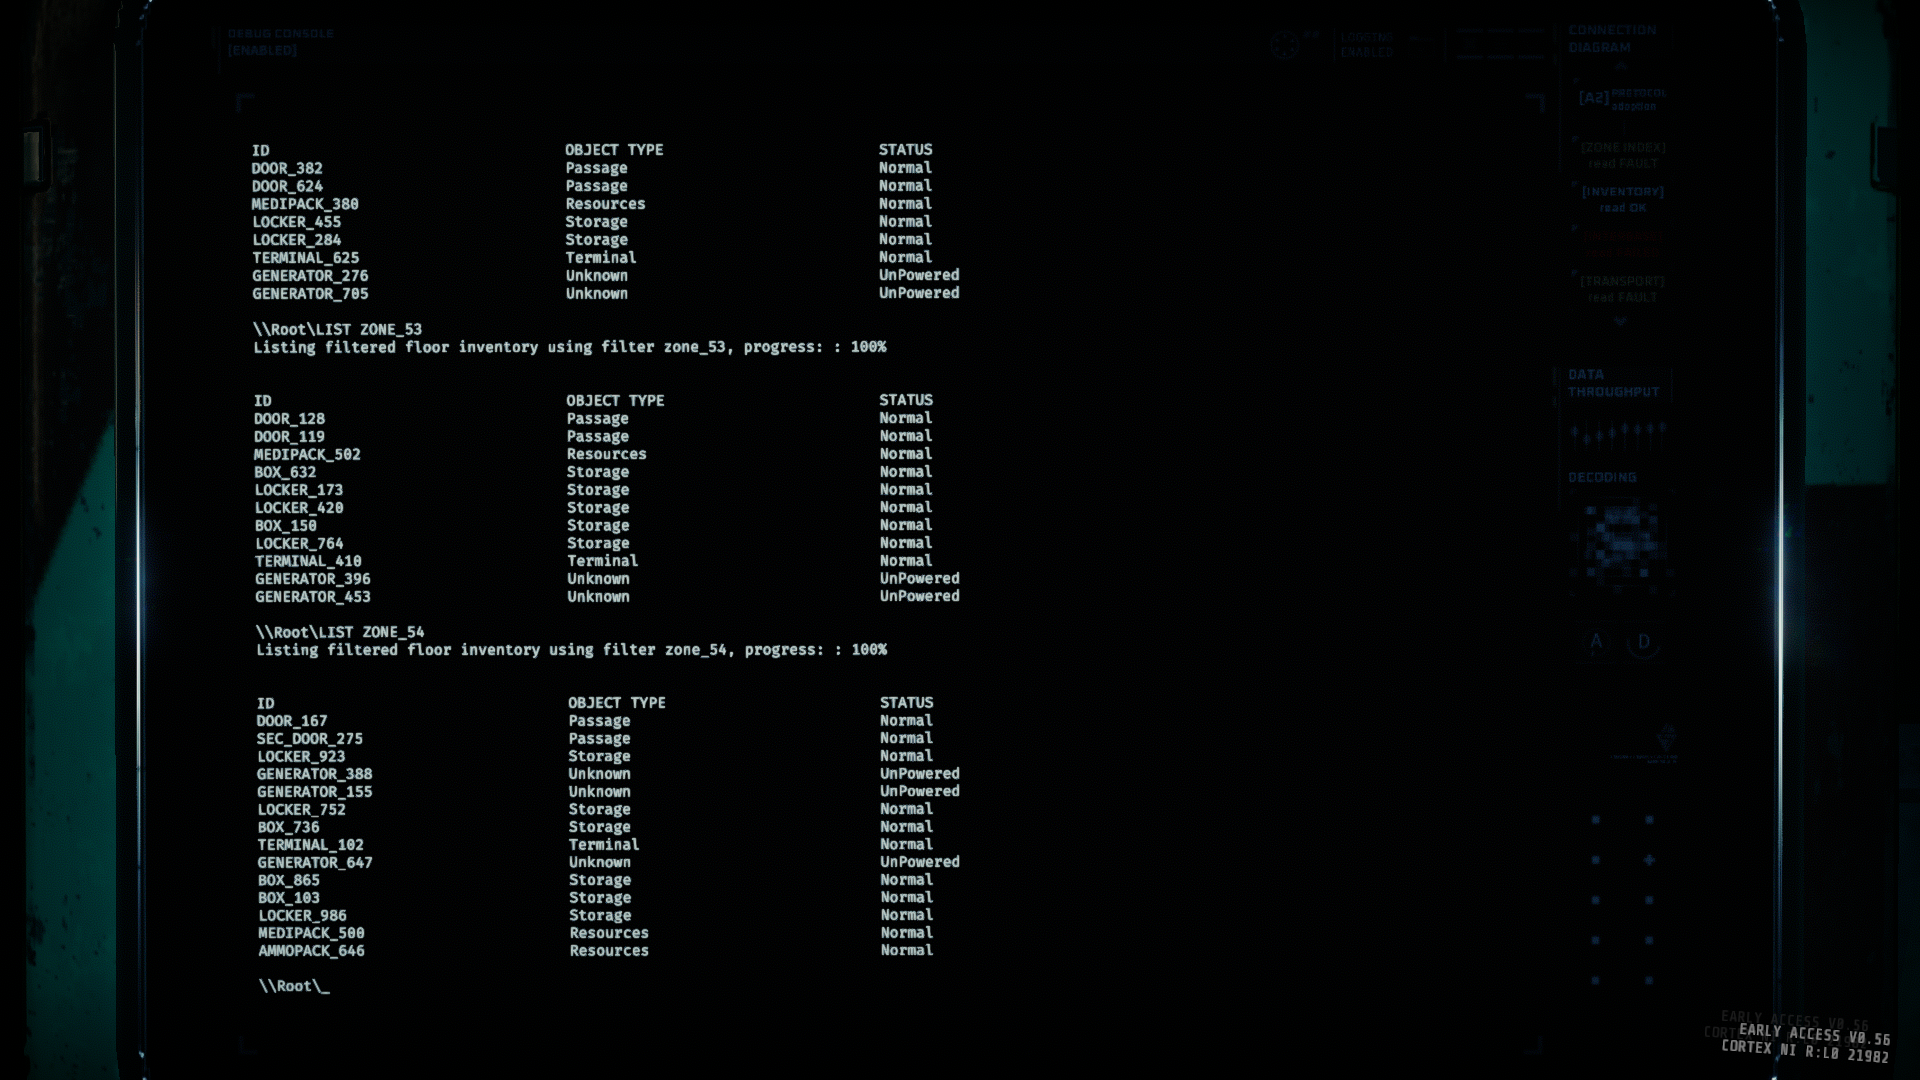 DEBUG CONSOLE
[ENABLED]
LOGGING
ENABLED
CONNECTION
DIAGRAM
[A2] PROTOCOL
adoption
[ZONE INDEX]
read FAULT
[INVENTORY]
read OK
[TRANSPORT]
read FAULT
DATA
THROUGHPUT
DECODING
A D
ID OBJECT TYPE STATUS
DOOR_382 Passage Normal
DOOR_624 Passage Normal
MEDIPACK_380 Resources Normal
LOCKER_455 Storage Normal
LOCKER_284 Storage Normal
TERMINAL_625 Terminal Normal
GENERATOR_276 Unknown UnPowered
GENERATOR_705 Unknown UnPowered
\\Root\LIST ZONE_53
Listing filtered floor inventory using filter zone_53, progress: : 100%
ID OBJECT TYPE STATUS
DOOR_128 Passage Normal
DOOR_119 Passage Normal
MEDIPACK_502 Resources Normal
BOX_632 Storage Normal
LOCKER_173 Storage Normal
LOCKER_420 Storage Normal
BOX_150 Storage Normal
LOCKER_764 Storage Normal
TERMINAL_410 Terminal Normal
GENERATOR_396 Unknown UnPowered
GENERATOR_453 Unknown UnPowered
\\Root\LIST ZONE_54
Listing filtered floor inventory using filter zone_54, progress: : 100%
ID OBJECT TYPE STATUS
DOOR_167 Passage Normal
SEC_DOOR_275 Passage Normal
LOCKER_923 Storage Normal
GENERATOR_388 Unknown UnPowered
GENERATOR_155 Unknown UnPowered
LOCKER_752 Storage Normal
BOX_736 Storage Normal
TERMINAL_102 Terminal Normal
GENERATOR_647 Unknown UnPowered
BOX_865 Storage Normal
BOX_103 Storage Normal
LOCKER_986 Storage Normal
MEDIPACK_500 Resources Normal
AMMOPACK_646 Resources Normal
\\Root\_
EARLY ACCESS V0.56
CORTEX NI R:L0 21982